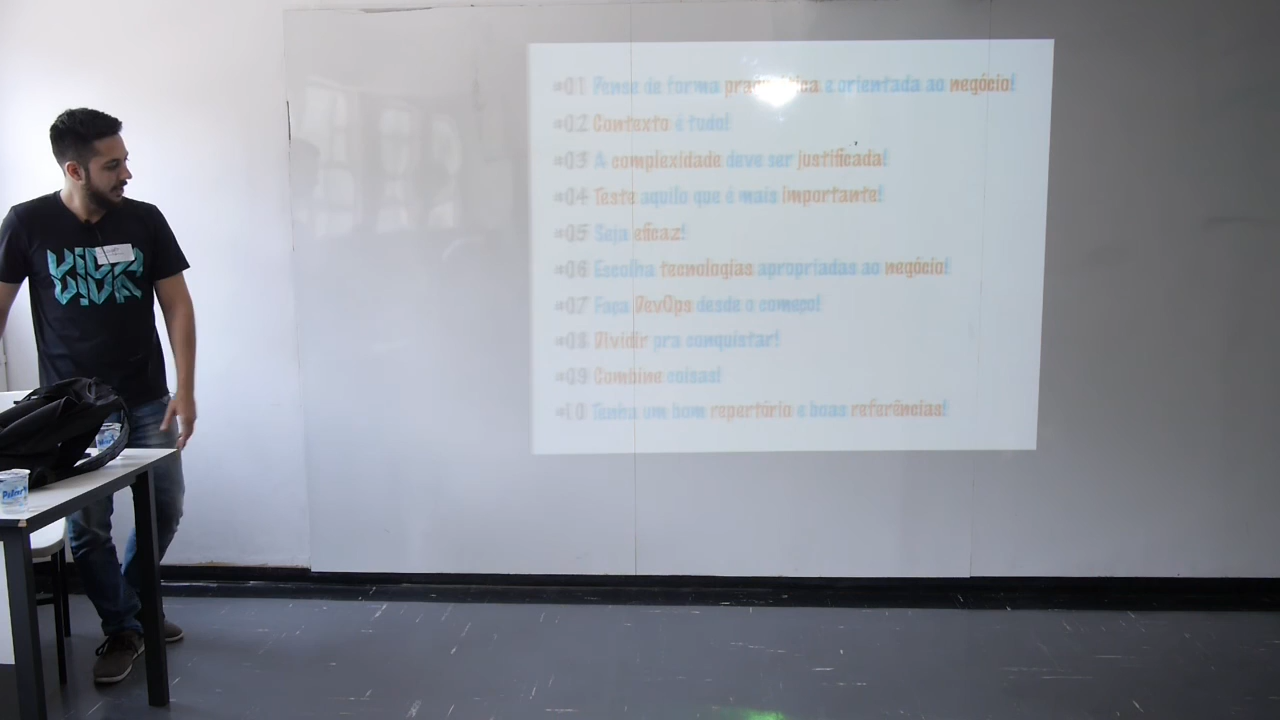 #01 Pense de forma pragmática e orientada ao negócio!
#02 Contexto é tudo!
#03 A complexidade deve ser justificada!
#04 Teste aquilo que é mais importante!
#05 Seja eficaz!
#06 Escolha tecnologias apropriadas ao negócio!
#07 Faça DevOps desde o começo!
#08 Dividir pra conquistar!
#09 Combine coisas!
#10 Tenha um bom repertório e boas referências!
VIDA
VIVA